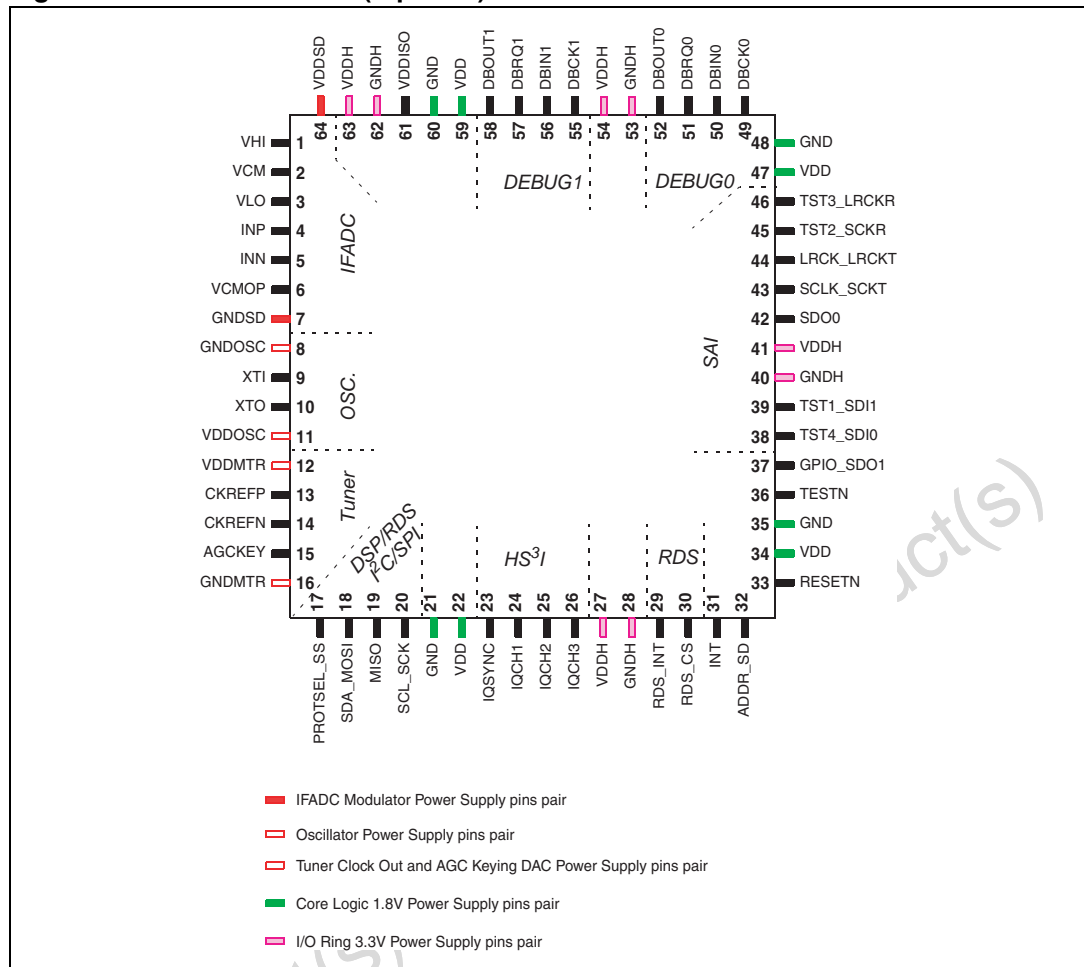 VDDSD
VDDH
GNDH
VDDISO
GND
VDD
DBOUT1
DBRQ1
DBIN1
DBCK1
VDDH
GNDH
DBOUT0
DBRQ0
DBIN0
DBCK0
64 63 62 61 60 59 58 57 56 55 54 53 52 51 50 49
VHI 1
VCM 2
VLO 3
INP 4
INN 5
VCMOP 6
GNDSD 7
GNDOSC 8
XTI 9
XTO 10
VDDOSC 11
VDDMTR 12
CKREFP 13
CKREFN 14
AGCKEY 15
GNDMTR 16
IFADC
OSC.
Tuner
DSP/RDS
I²C/SPI
DEBUG1
DEBUG0
SAI
HS³I
RDS
48 GND
47 VDD
46 TST3_LRCKR
45 TST2_SCKR
44 LRCK_LRCKT
43 SCLK_SCKT
42 SDO0
41 VDDH
40 GNDH
39 TST1_SDI1
38 TST4_SDI0
37 GPIO_SDO1
36 TESTN
35 GND
34 VDD
33 RESETN
17 18 19 20 21 22 23 24 25 26 27 28 29 30 31 32
PROTSEL_SS
SDA_MOSI
MISO
SCL_SCK
GND
VDD
IQSYNC
IQCH1
IQCH2
IQCH3
VDDH
GNDH
RDS_INT
RDS_CS
INT
ADDR_SD
IFADC Modulator Power Supply pins pair
Oscillator Power Supply pins pair
Tuner Clock Out and AGC Keying DAC Power Supply pins pair
Core Logic 1.8V Power Supply pins pair
I/O Ring 3.3V Power Supply pins pair